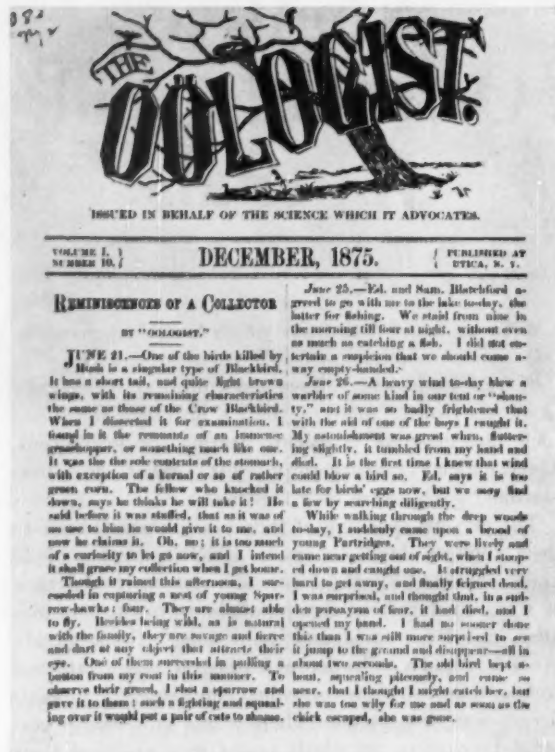 THE
OÖLOGIST.
ISSUED IN BEHALF OF THE SCIENCE WHICH IT ADVOCATES.
VOLUME I,
NUMBER 10.
DECEMBER, 1875.
PUBLISHED AT
UTICA, N. Y.
REMINISCENCES OF A COLLECTOR
BY "OOLOGIST."
JUNE 21.—One of the birds killed by
Hush is a singular type of Blackbird.
It has a short tail, and quite light brown
wings, with its remaining characteristics
the same as those of the Crow Blackbird.
When I dissected it for examination, I
found in it the remnants of an immense
grasshopper, or something much like one.
It was the the sole contents of the stomach,
with exception of a kernal or so of rather
green corn. The fellow who knocked it
down, says he thinks he will take it! He
said before it was stuffed, that as it was of
no use to him he would give it to me, and
now he claims it. Oh, no; it is too much
of a curiosity to let go now, and I intend
it shall grace my collection when I get home.
Though it rained this afternoon, I suc-
ceeded in capturing a nest of young Spar-
row-hawks; four. They are almost able
to fly. Besides being wild, as is natural
with the family, they are savage and fierce
and dart at any object that attracts their
eye. One of them succeeded in pulling a
button from my coat in this manner. To
observe their greed, I shot a sparrow and
gave it to them; such a fighting and squal-
ing over it would put a pair of cats to shame.
June 25.—Ed. and Sam. Blatchford a-
greed to go with me to the lake to-day, the
latter for fishing. We staid from nine in
the morning till four at night, without even
as much as catching a fish. I did not en-
tertain a suspicion that we should come a-
way empty-handed.
June 26.—A heavy wind to-day blew a
warbler of some kind in our tent or "shan-
ty," and it was so badly frightened that
with the aid of one of the boys I caught it.
My astonishment was great when, flutter-
ing slightly, it tumbled from my hand and
died. It is the first time I knew that wind
could blow a bird so. Ed. says it is too
late for birds' eggs now, but we may find
a few by searching diligently.
While walking through the deep woods
to-day, I suddenly came upon a brood of
young Partridges. They were lively and
came near getting out of sight, when I stoop-
ed down and caught one. It struggled very
hard to get away, and finally feigned dead.
I was surprised, and thought that, in a sud-
den paroxysm of fear, it had died, and I
opened my hand. I had no sooner done
this than I was still more surprised to see
it jump to the ground and disappear—all in
about two seconds. The old bird kept a-
bout, squealing piteously, and came so
near, that I thought I might catch her, but
she was too wily for me and as soon as the
chick escaped, she was gone.